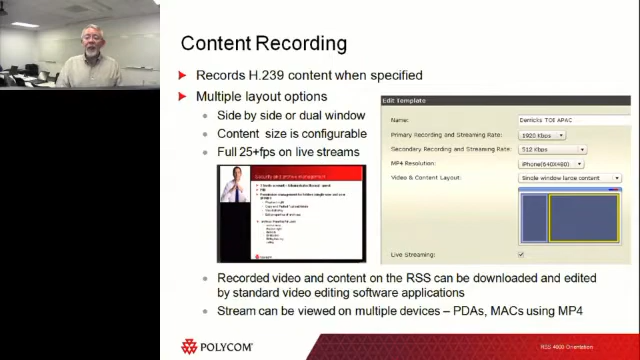 Content Recording
Records H.239 content when specified
Multiple layout options
Side by side or dual window
Content size is configurable
Full 25+fps on live streams
Edit Template
Name: Derricks TOI APAC
Primary Recording and Streaming Rate: 1920 Kbps
Secondary Recording and Streaming Rate: 512 Kbps
MP4 Resolution: iPhone(640X480)
Video & Content Layout: Single window large content
Live Streaming:
Recorded video and content on the RSS can be downloaded and edited
by standard video editing software applications
Stream can be viewed on multiple devices – PDAs, MACs using MP4
POLYCOM
RSS 4000 Orientation